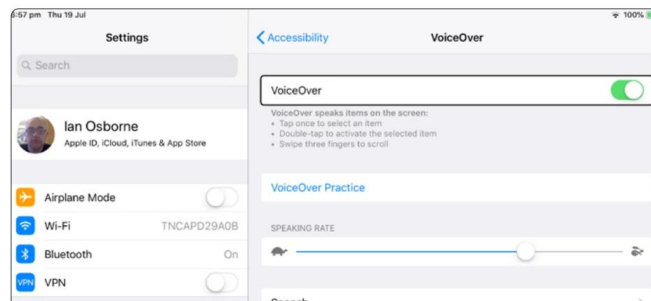 :57 pm Thu 19 Jul
100%
Settings
Accessibility
VoiceOver
Search
VoiceOver
VoiceOver speaks items on the screen:
• Tap once to select an item
• Double-tap to activate the selected item
• Swipe three fingers to scroll
Ian Osborne
Apple ID, iCloud, iTunes & App Store
VoiceOver Practice
Airplane Mode
Wi-Fi TNCAPD29A0B
SPEAKING RATE
Bluetooth On
VPN VPN